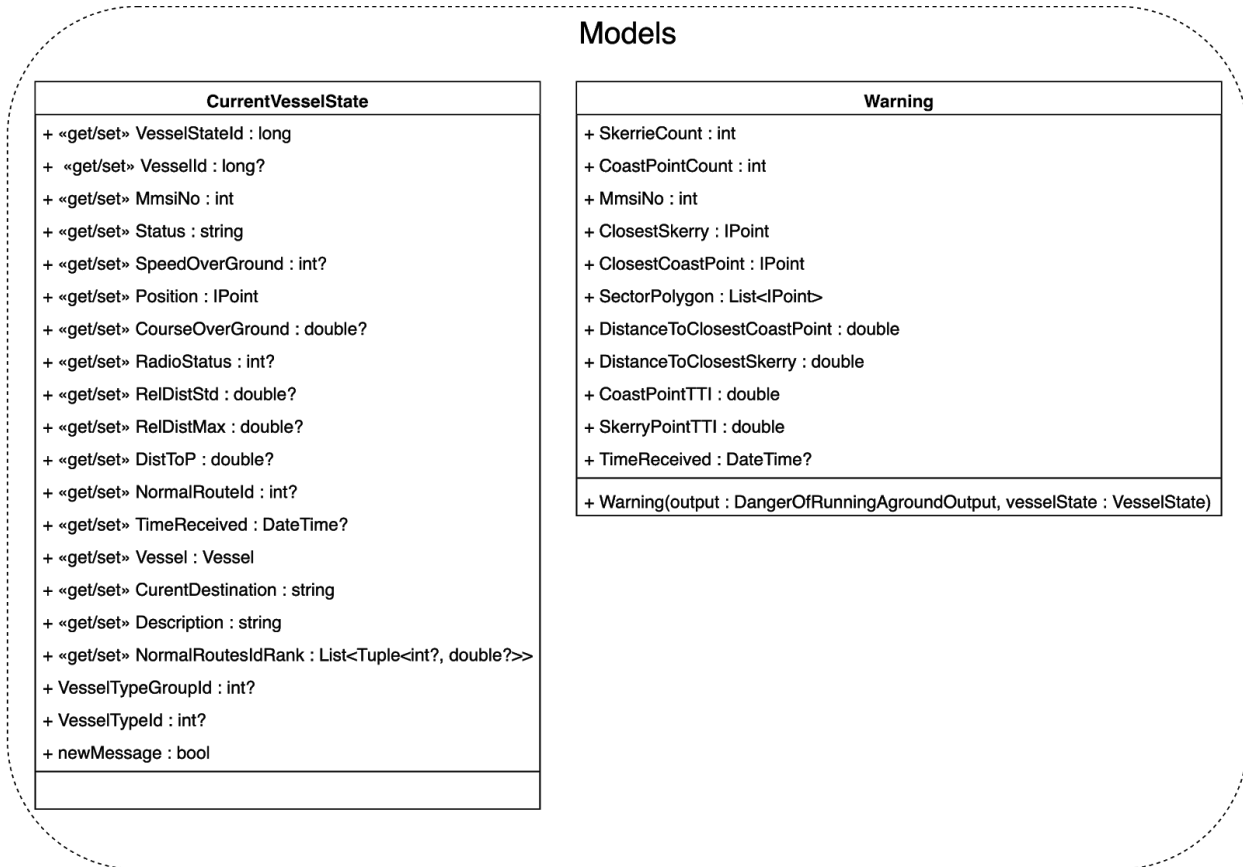 Models
CurrentVesselState
+ «get/set» VesselStateId : long
+ «get/set» VesselId : long?
+ «get/set» MmsiNo : int
+ «get/set» Status : string
+ «get/set» SpeedOverGround : int?
+ «get/set» Position : IPoint
+ «get/set» CourseOverGround : double?
+ «get/set» RadioStatus : int?
+ «get/set» RelDistStd : double?
+ «get/set» RelDistMax : double?
+ «get/set» DistToP : double?
+ «get/set» NormalRouteId : int?
+ «get/set» TimeReceived : DateTime?
+ «get/set» Vessel : Vessel
+ «get/set» CurentDestination : string
+ «get/set» Description : string
+ «get/set» NormalRoutesIdRank : List<Tuple<int?, double?>>
+ VesselTypeGroupId : int?
+ VesselTypeId : int?
+ newMessage : bool
Warning
+ SkerrieCount : int
+ CoastPointCount : int
+ MmsiNo : int
+ ClosestSkerry : IPoint
+ ClosestCoastPoint : IPoint
+ SectorPolygon : List<IPoint>
+ DistanceToClosestCoastPoint : double
+ DistanceToClosestSkerry : double
+ CoastPointTTI : double
+ SkerryPointTTI : double
+ TimeReceived : DateTime?
+ Warning(output : DangerOfRunningAgroundOutput, vesselState : VesselState)